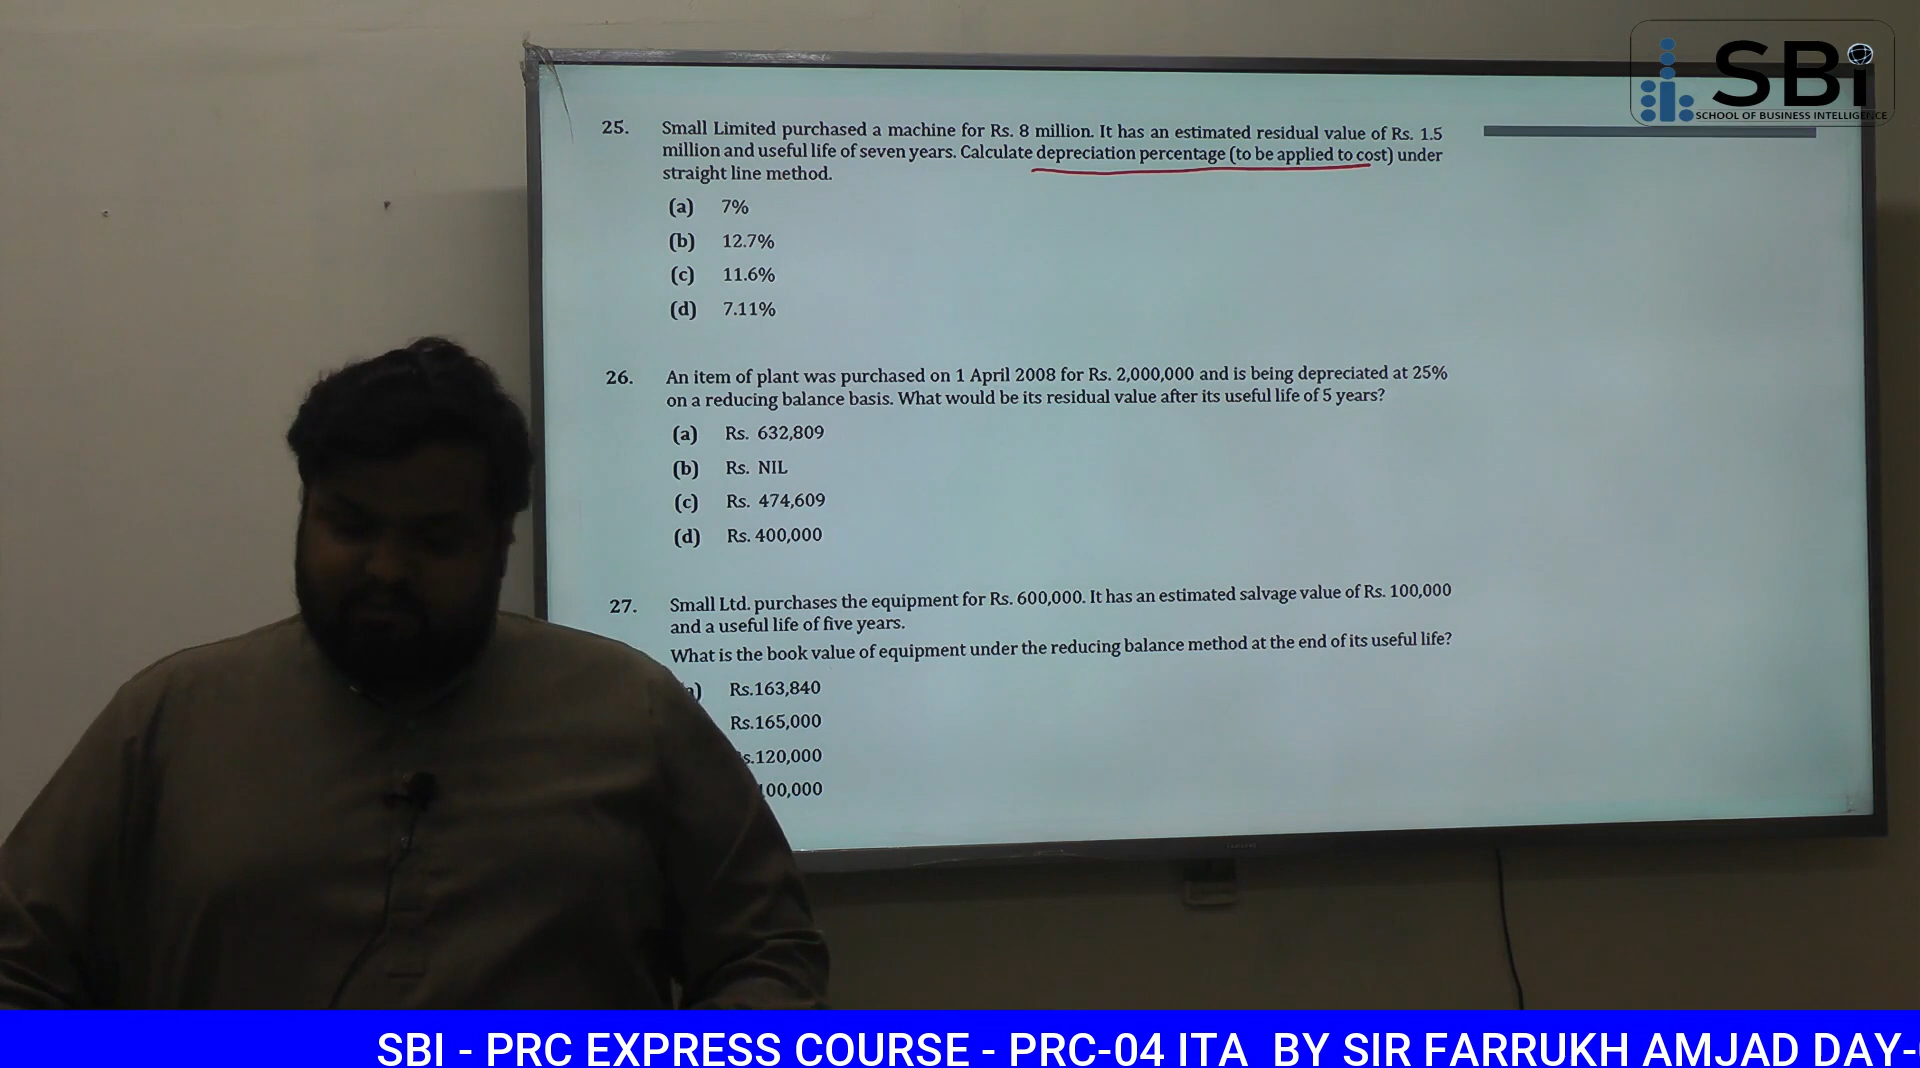 SBi
SCHOOL OF BUSINESS INTELLIGENCE
25. Small Limited purchased a machine for Rs. 8 million. It has an estimated residual value of Rs. 1.5
million and useful life of seven years. Calculate depreciation percentage (to be applied to cost) under
straight line method.
(a) 7%
(b) 12.7%
(c) 11.6%
(d) 7.11%
26. An item of plant was purchased on 1 April 2008 for Rs. 2,000,000 and is being depreciated at 25%
on a reducing balance basis. What would be its residual value after its useful life of 5 years?
(a) Rs. 632,809
(b) Rs. NIL
(c) Rs. 474,609
(d) Rs. 400,000
27. Small Ltd. purchases the equipment for Rs. 600,000. It has an estimated salvage value of Rs. 100,000
and a useful life of five years.
What is the book value of equipment under the reducing balance method at the end of its useful life?
Rs.163,840
Rs.165,000
120,000
100,000
SBI - PRC EXPRESS COURSE - PRC-04 ITA BY SIR FARRUKH AMJAD DAY-